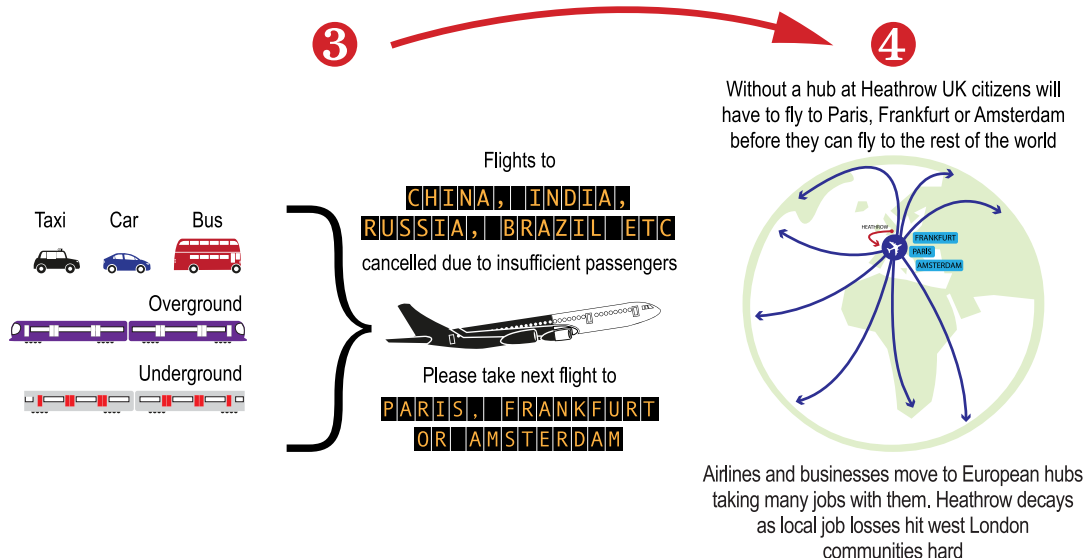 3
4
Without a hub at Heathrow UK citizens will
have to fly to Paris, Frankfurt or Amsterdam
before they can fly to the rest of the world
Flights to
CHINA, INDIA,
RUSSIA, BRAZIL ETC
cancelled due to insufficient passengers
Taxi
Car
Bus
Overground
Underground
Please take next flight to
PARIS, FRANKFURT
OR AMSTERDAM
HEATHROW
FRANKFURT
PARIS
AMSTERDAM
Airlines and businesses move to European hubs
taking many jobs with them. Heathrow decays
as local job losses hit west London
communities hard